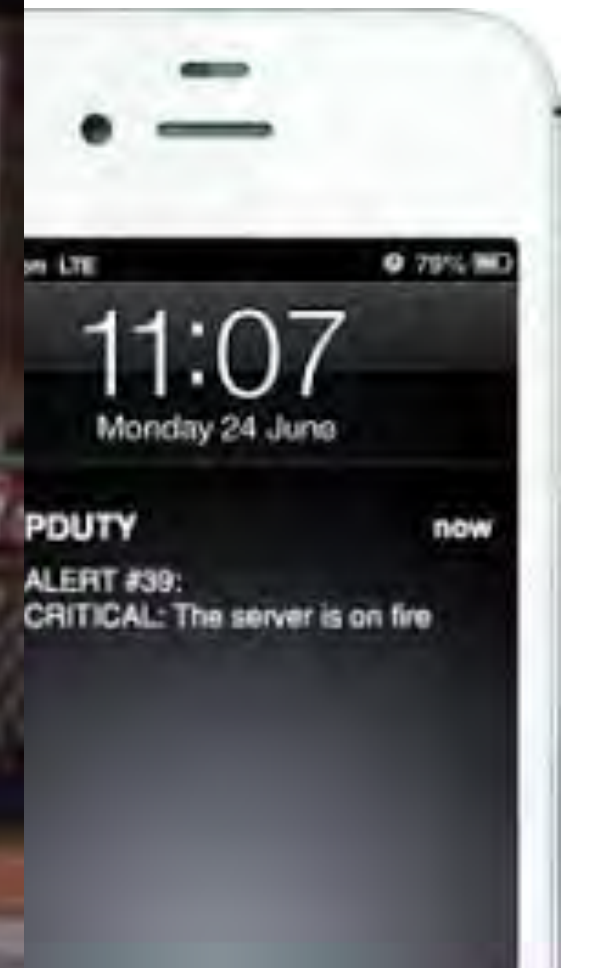 LTE 79%
11:07
Monday 24 June
PDUTY now
ALERT #39:
CRITICAL: The server is on fire